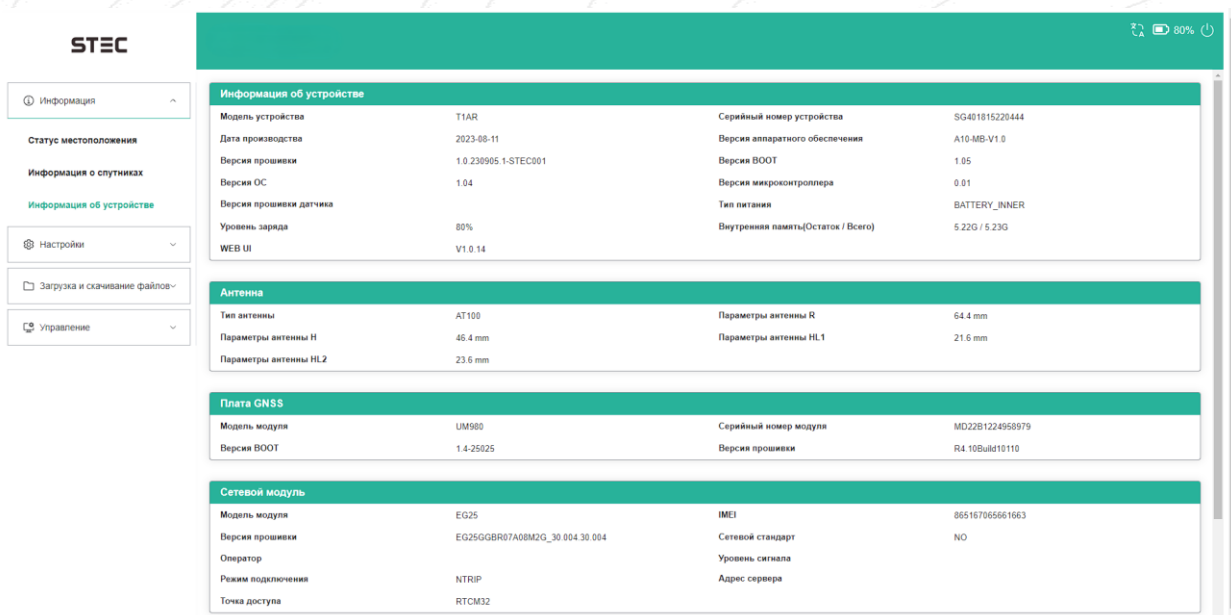 STEC
80%
Информация
Статус местоположения
Информация о спутниках
Информация об устройстве
Настройки
Загрузка и скачивание файлов
Управление
Информация об устройстве
Модель устройства T1AR Серийный номер устройства SG401815220444
Дата производства 2023-08-11 Версия аппаратного обеспечения A10-MB-V1.0
Версия прошивки 1.0.230905.1-STEC001 Версия BOOT 1.05
Версия ОС 1.04 Версия микроконтроллера 0.01
Версия прошивки датчика Тип питания BATTERY_INNER
Уровень заряда 80% Внутренняя память(Остаток / Всего) 5.22G / 5.23G
WEB UI V1.0.14
Антенна
Тип антенны AT100 Параметры антенны R 64.4 mm
Параметры антенны H 46.4 mm Параметры антенны HL1 21.6 mm
Параметры антенны HL2 23.6 mm
Плата GNSS
Модель модуля UM980 Серийный номер модуля MD22B1224958979
Версия BOOT 1.4-25025 Версия прошивки R4.10Build10110
Сетевой модуль
Модель модуля EG25 IMEI 865167065661663
Версия прошивки EG25GGBR07A08M2G_30.004.30.004 Сетевой стандарт NO
Оператор Уровень сигнала
Режим подключения NTRIP Адрес сервера
Точка доступа RTCM32